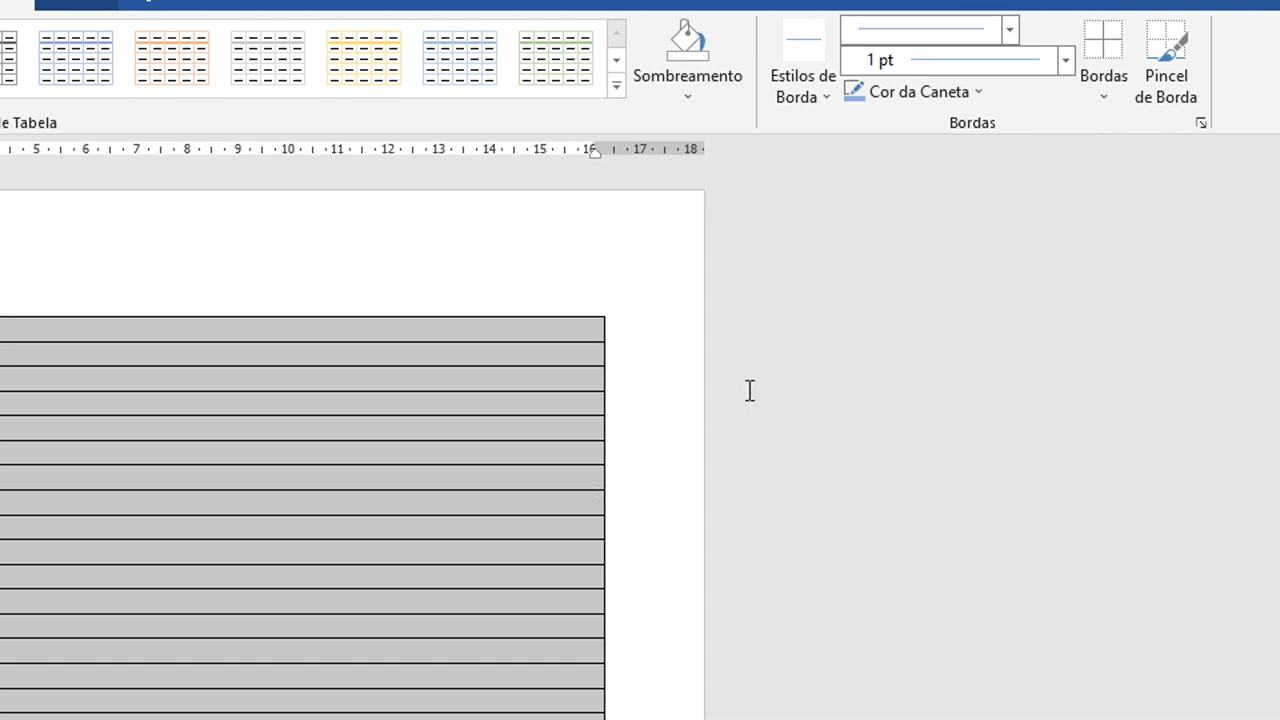 Sombreamento
Estilos de
Borda
1 pt
Cor da Caneta
Bordas
Pincel
de Borda
e Tabela
Bordas
5 6 7 8 9 10 11 12 13 14 15 16 17 18